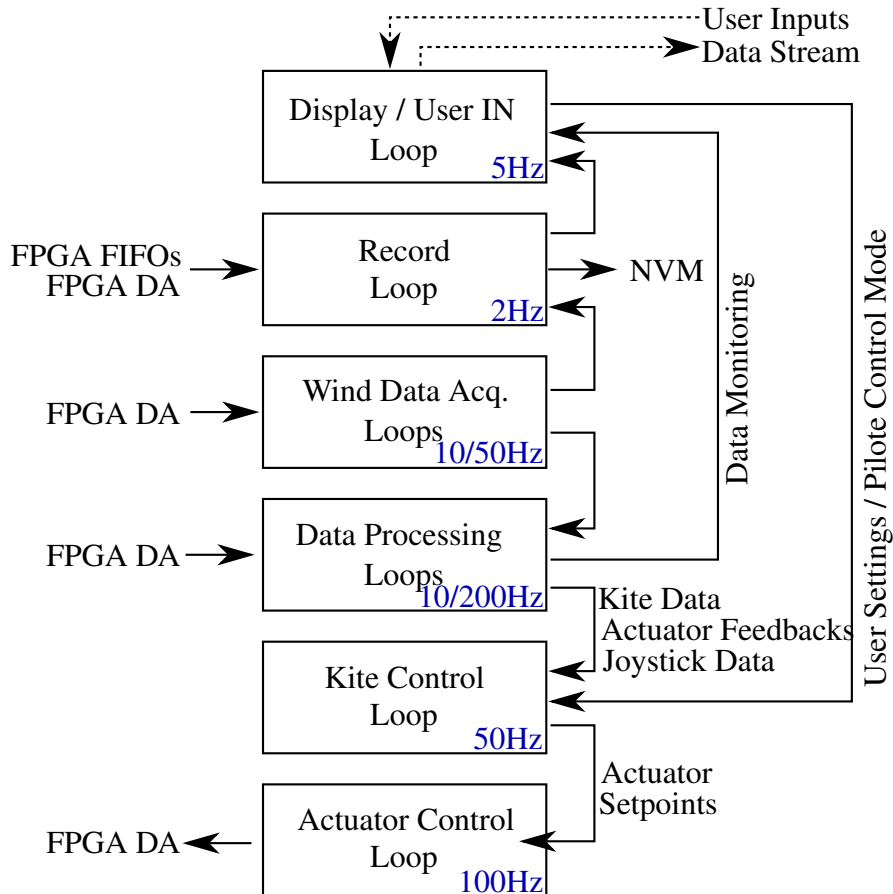 User Inputs
Data Stream
Display / User IN
Loop
5Hz
FPGA FIFOs
FPGA DA
Record
Loop
2Hz
NVM
FPGA DA
Wind Data Acq.
Loops
10/50Hz
Data Monitoring
User Settings / Pilote Control Mode
FPGA DA
Data Processing
Loops
10/200Hz
Kite Data
Actuator Feedbacks
Joystick Data
Kite Control
Loop
50Hz
Actuator
Setpoints
FPGA DA
Actuator Control
Loop
100Hz